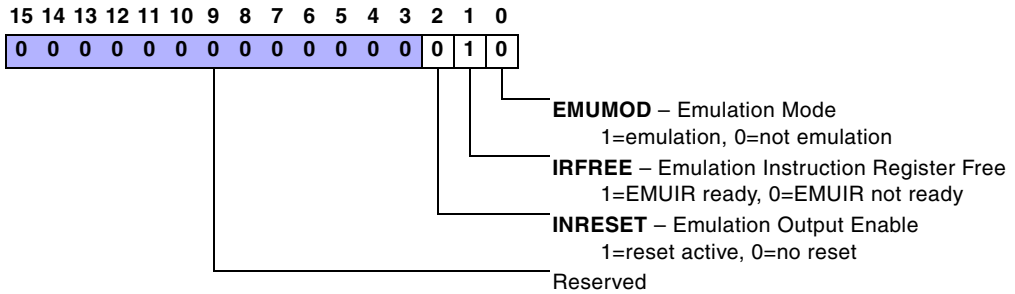 15 14 13 12 11 10 9 8 7 6 5 4 3 2 1 0
0 0 0 0 0 0 0 0 0 0 0 0 0 0 1 0
EMUMOD – Emulation Mode
1=emulation, 0=not emulation
IRFREE – Emulation Instruction Register Free
1=EMUIR ready, 0=EMUIR not ready
INRESET – Emulation Output Enable
1=reset active, 0=no reset
Reserved